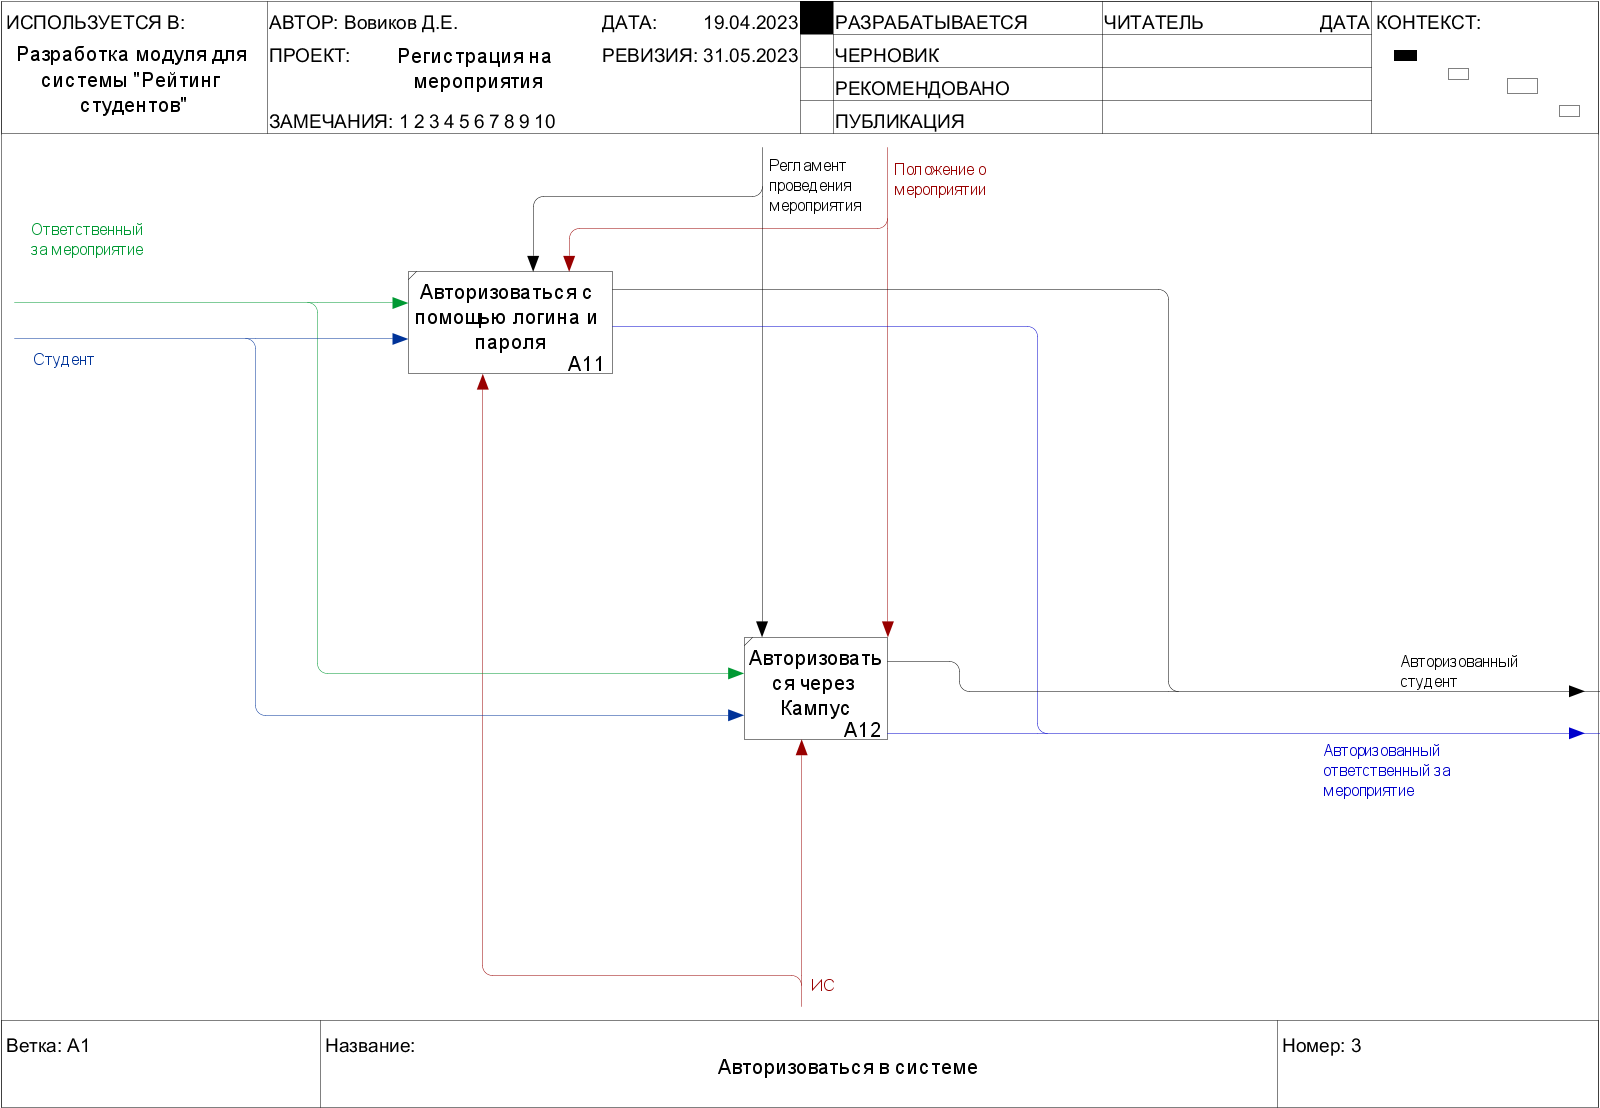 ИСПОЛЬЗУЕТСЯ В:
Разработка модуля для
системы "Рейтинг
студентов"
АВТОР: Вовиков Д.Е.
ДАТА: 19.04.2023
ПРОЕКТ: Регистрация на
мероприятия
РЕВИЗИЯ: 31.05.2023
ЗАМЕЧАНИЯ: 1 2 3 4 5 6 7 8 9 10
РАЗРАБАТЫВАЕТСЯ
ЧЕРНОВИК
РЕКОМЕНДОВАНО
ПУБЛИКАЦИЯ
ЧИТАТЕЛЬ ДАТА
КОНТЕКСТ:
Регламент
проведения
мероприятия
Положение о
мероприятии
Ответственный
за мероприятие
Студент
Авторизоваться с
помощью логина и
пароля
A11
Авторизовать
ся через
Кампус
A12
Авторизованный
студент
Авторизованный
ответственный за
мероприятие
ИС
Ветка: A1
Название:
Авторизоваться в системе
Номер: 3